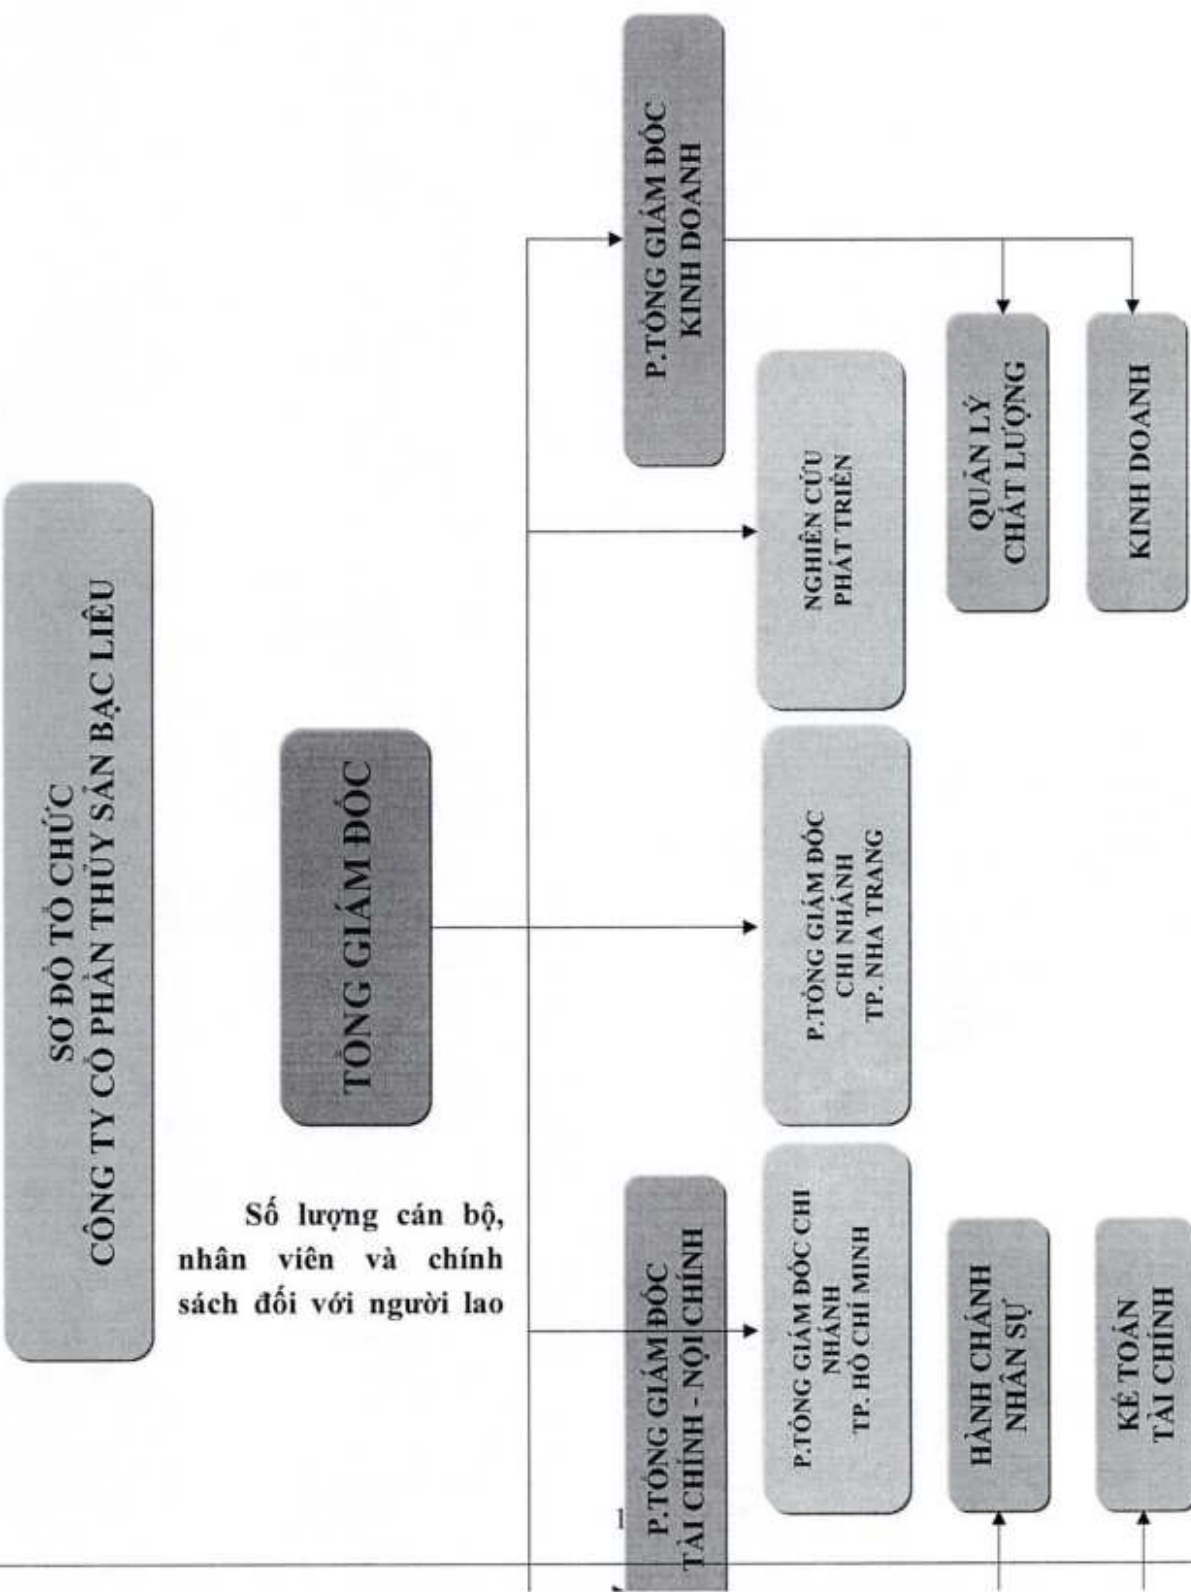 SƠ ĐỒ TỔ CHỨC
CÔNG TY CỔ PHẦN THỦY SẢN BẠC LIÊU
TỔNG GIÁM ĐỐC
Số lượng cán bộ,
nhân viên và chính
sách đối với người lao
P.TỔNG GIÁM ĐỐC
TÀI CHÍNH - NỘI CHÍNH
P.TỔNG GIÁM ĐỐC
KINH DOANH
P.TỔNG GIÁM ĐỐC CHI
NHÁNH
TP. HỒ CHÍ MINH
P.TỔNG GIÁM ĐỐC
CHI NHÁNH
TP. NHA TRANG
NGHIÊN CỨU
PHÁT TRIỂN
HÀNH CHÁNH
NHÂN SỰ
QUẢN LÝ
CHẤT LƯỢNG
KẾ TOÁN
TÀI CHÍNH
KINH DOANH